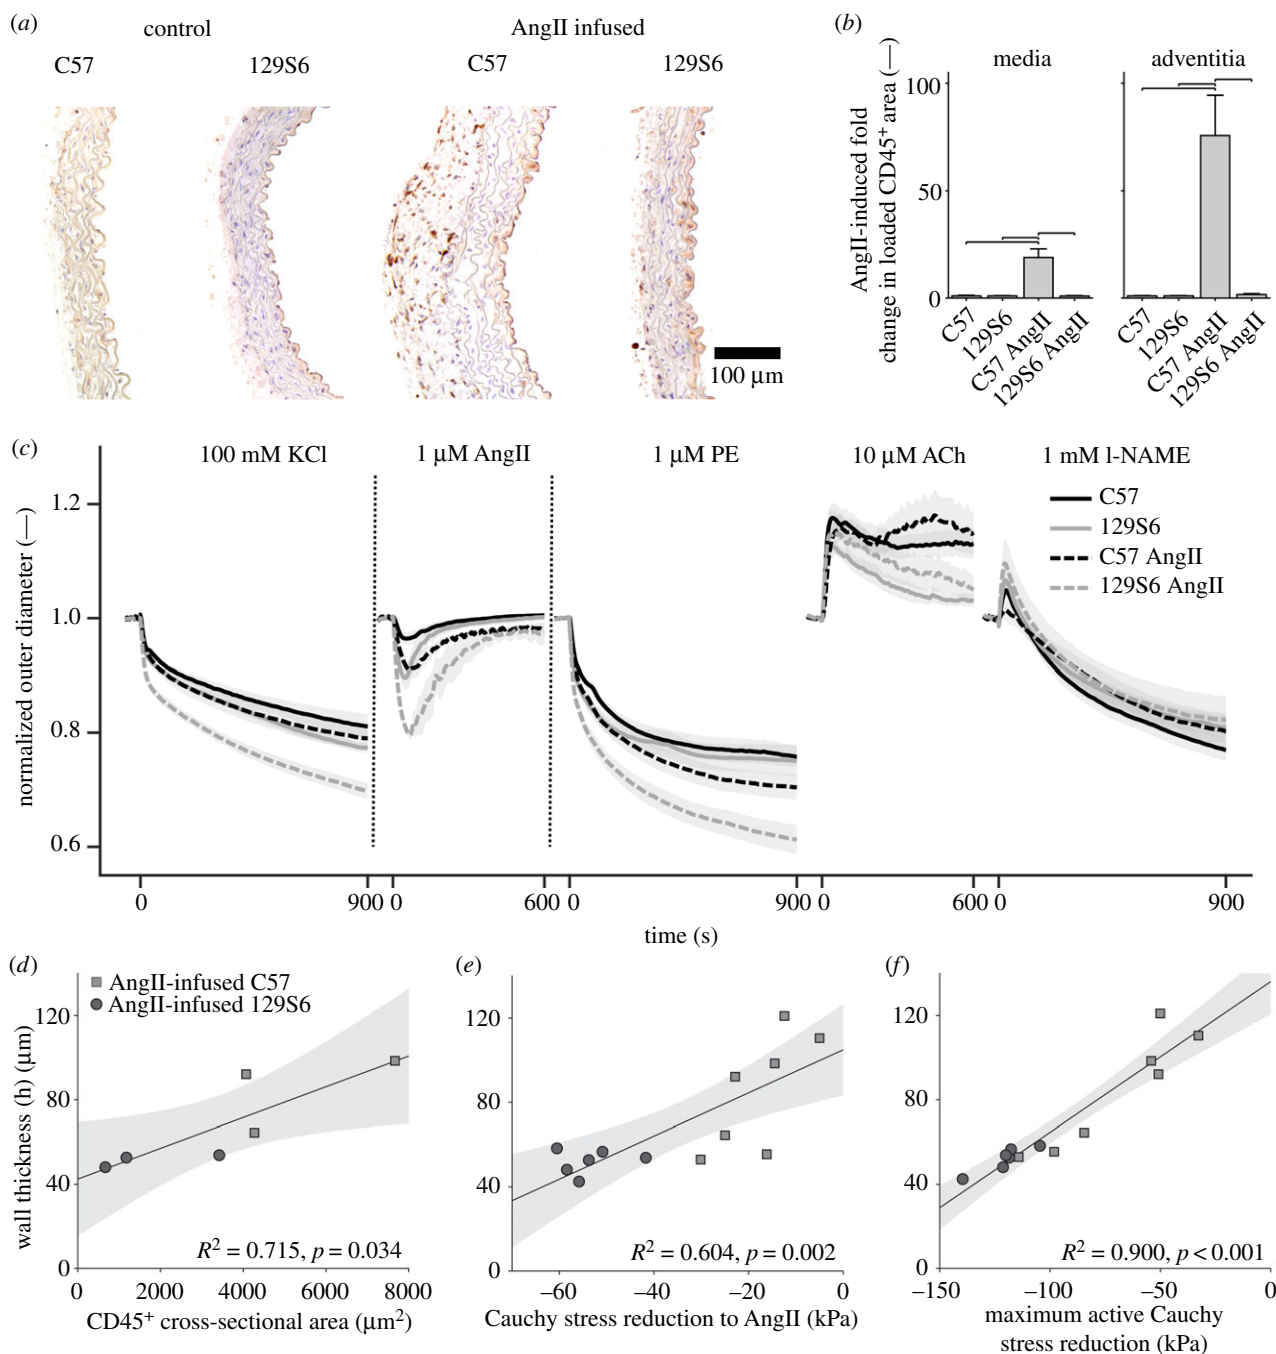 (a)
control
AngII infused
C57
129S6
C57
129S6
100 μm
(b)
AngII-induced fold
change in loaded CD45⁺ area (—)
media
adventitia
100
50
0
C57
129S6
C57 AngII
129S6 AngII
C57
129S6
C57 AngII
129S6 AngII
(c)
100 mM KCl
1 μM AngII
1 μM PE
10 μM ACh
1 mM l-NAME
C57
129S6
C57 AngII
129S6 AngII
normalized outer diameter (—)
1.2
1.0
0.8
0.6
0
900
0
600
0
900
0
600
0
900
time (s)
(d)
AngII-infused C57
AngII-infused 129S6
wall thickness (h) (μm)
120
80
40
0
R² = 0.715, p = 0.034
0
2000
4000
6000
8000
CD45⁺ cross-sectional area (μm²)
(e)
120
80
40
0
R² = 0.604, p = 0.002
–60
–40
–20
0
Cauchy stress reduction to AngII (kPa)
(f)
120
80
40
0
R² = 0.900, p < 0.001
–150
–100
–50
0
maximum active Cauchy
stress reduction (kPa)